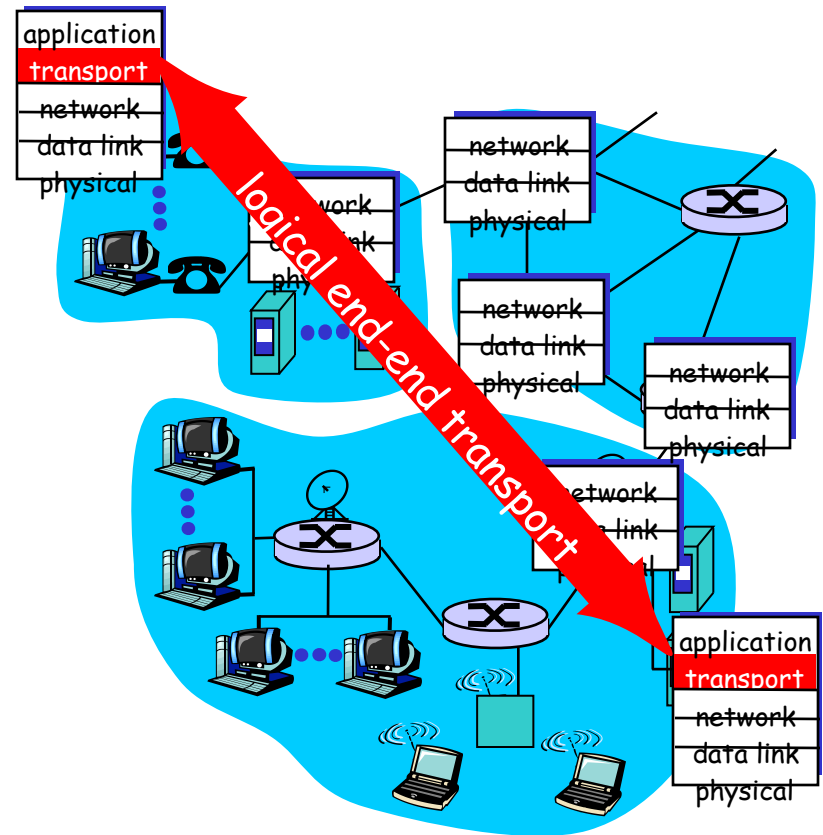 application
transport
network
data link
physical
network
data link
physical
logical end-end transport
network
data link
physical
network
data link
physical
application
transport
network
data link
physical